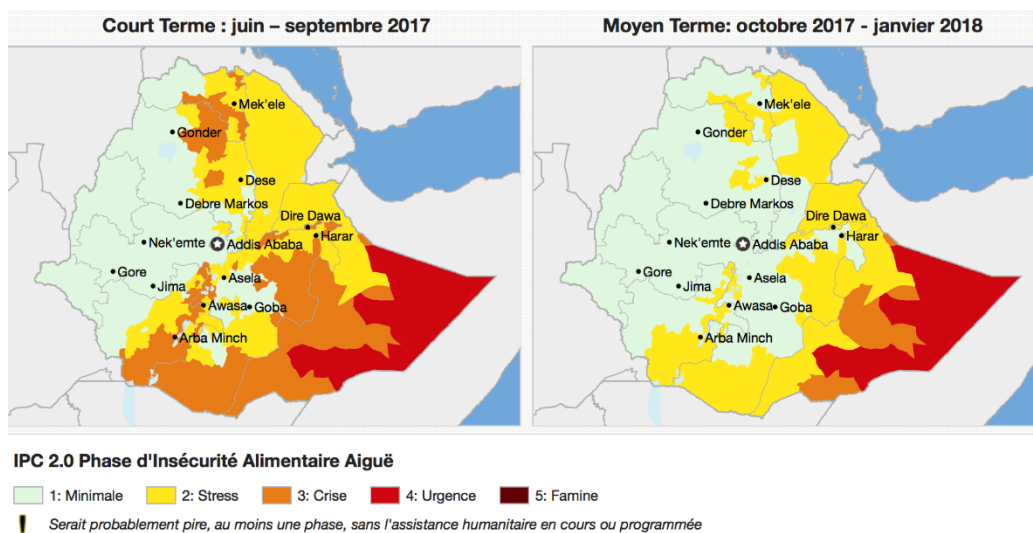 Court Terme : juin – septembre 2017
Mek'ele
Gonder
Dese
Debre Markos
Dire Dawa
Harar
Nek'emte
Addis Ababa
Gore
Asela
Jima
Awasa
Goba
Arba Minch
Moyen Terme: octobre 2017 - janvier 2018
Mek'ele
Gonder
Dese
Debre Markos
Dire Dawa
Harar
Nek'emte
Addis Ababa
Gore
Asela
Jima
Awasa
Goba
Arba Minch
IPC 2.0 Phase d'Insécurité Alimentaire Aiguë
1: Minimale 2: Stress 3: Crise 4: Urgence 5: Famine
! Serait probablement pire, au moins une phase, sans l'assistance humanitaire en cours ou programmée